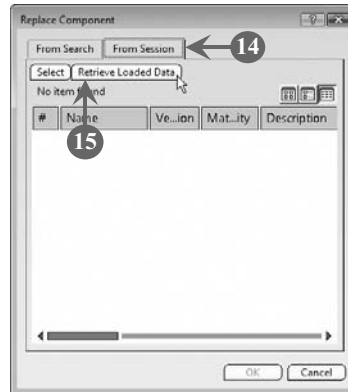 Replace Component
From Search From Session 14
Select Retrieve Loaded Data
No item found
# Name Ve...ion Mat...ity Description
15
OK Cancel